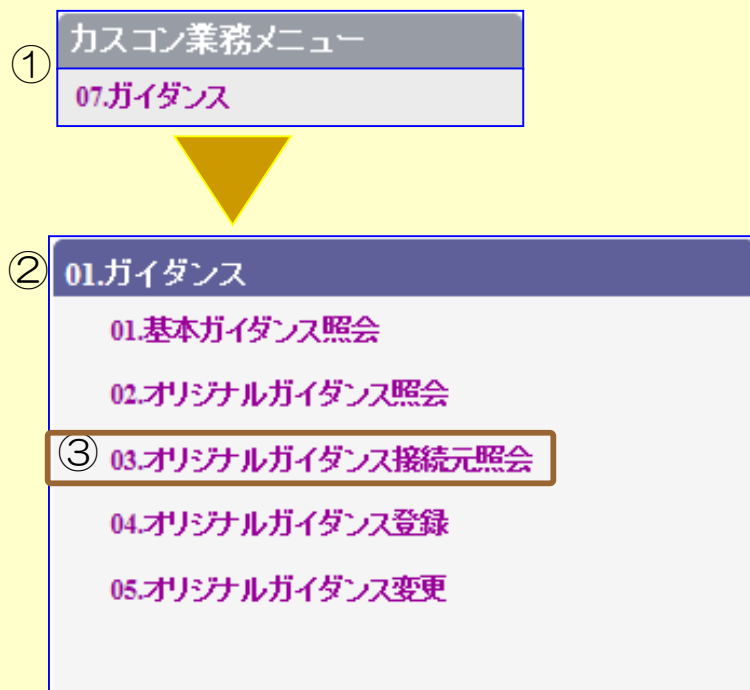 ①
カスコン業務メニュー
07.ガイダンス
②
01.ガイダンス
01.基本ガイダンス照会
02.オリジナルガイダンス照会
③
03.オリジナルガイダンス接続元照会
04.オリジナルガイダンス登録
05.オリジナルガイダンス変更